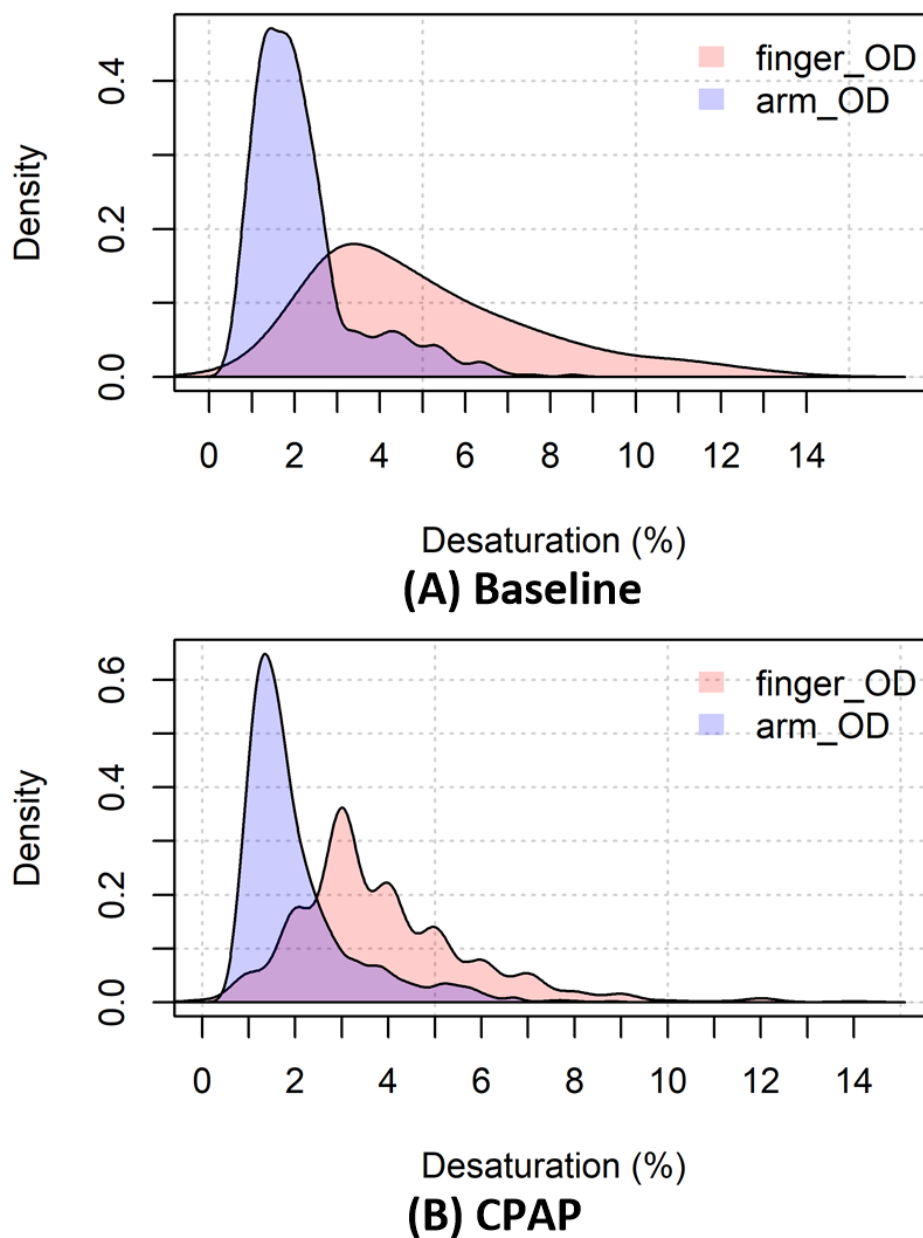 finger_OD
arm_OD
Density
0.4
0.2
0.0
0 2 4 6 8 10 12 14
Desaturation (%)
(A) Baseline
finger_OD
arm_OD
Density
0.6
0.4
0.2
0.0
0 2 4 6 8 10 12 14
Desaturation (%)
(B) CPAP